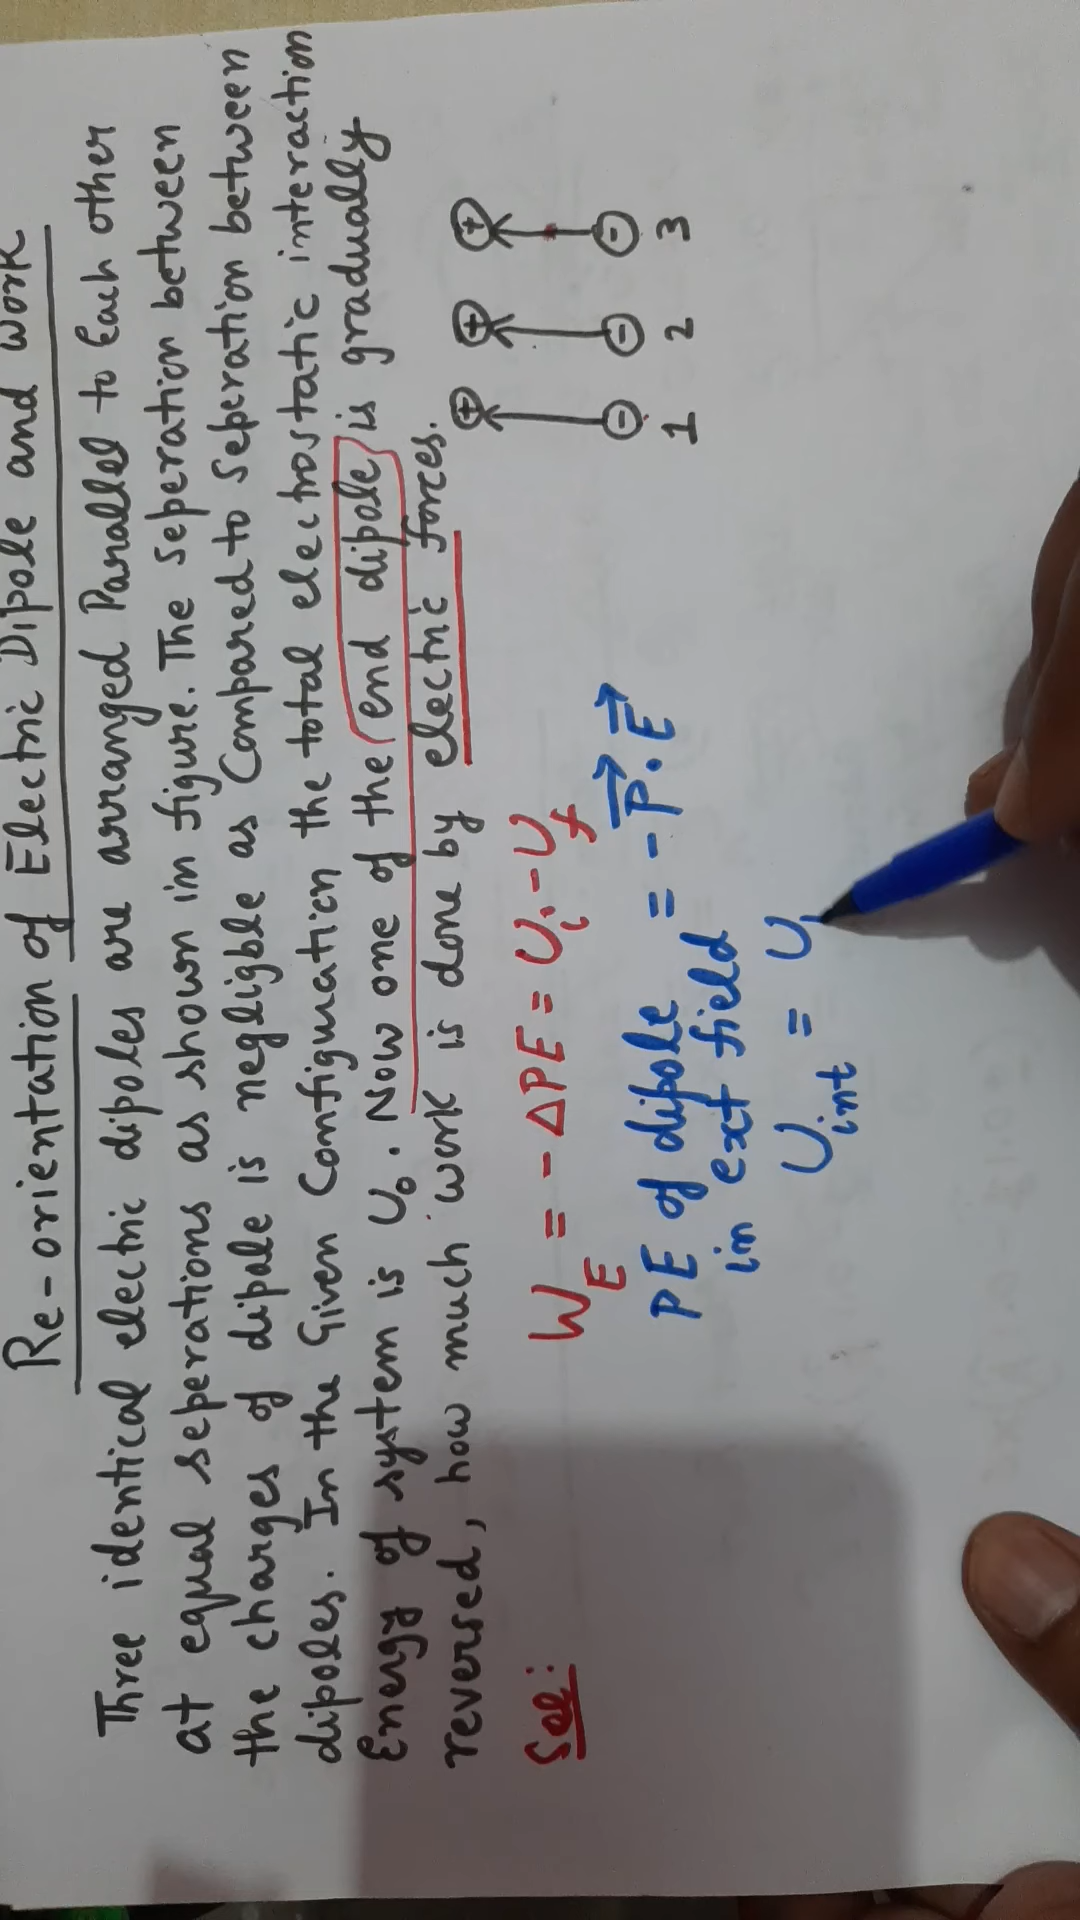 Re-orientation of Electric Dipole and work
Three identical electric dipoles are arranged Parallel to Each other
at equal seperations as shown in figure. The seperation between
the charges of dipole is negligble as Compared to seperation between
dipoles. In the Given Configuration the total electrostatic interaction
Energy of system is U₀. Now one of the end dipole is gradually
reversed, how much work is done by electric forces.
+ + +
- - -
1 2 3
Sol: W_E = -ΔPE = U_i - U_f
PE of dipole in ext field = -P⃗.E⃗
U_int = U